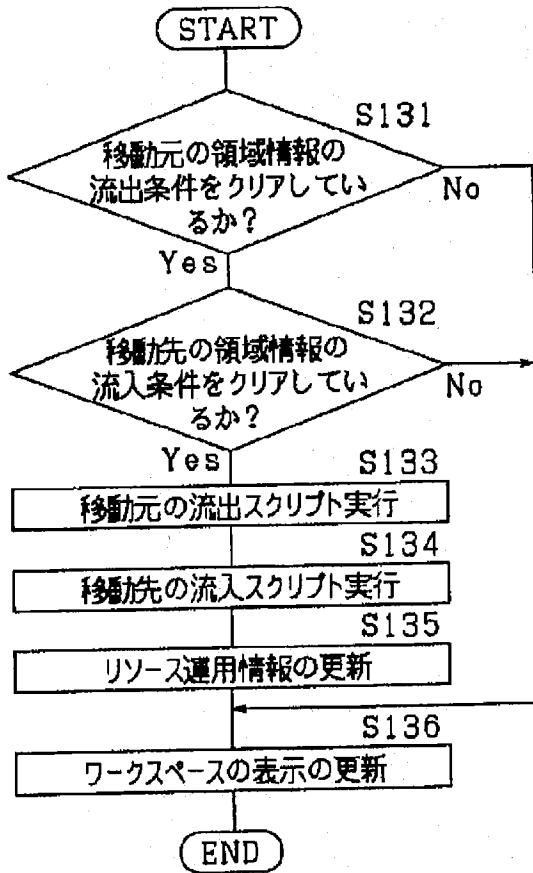 START
S131
移動元の領域情報の
流出条件をクリアしてい
るか?
No
Yes
S132
移動先の領域情報の
流入条件をクリアしてい
るか?
No
Yes
S133
移動元の流出スクリプト実行
S134
移動先の流入スクリプト実行
S135
リソース運用情報の更新
S136
ワークスペースの表示の更新
END